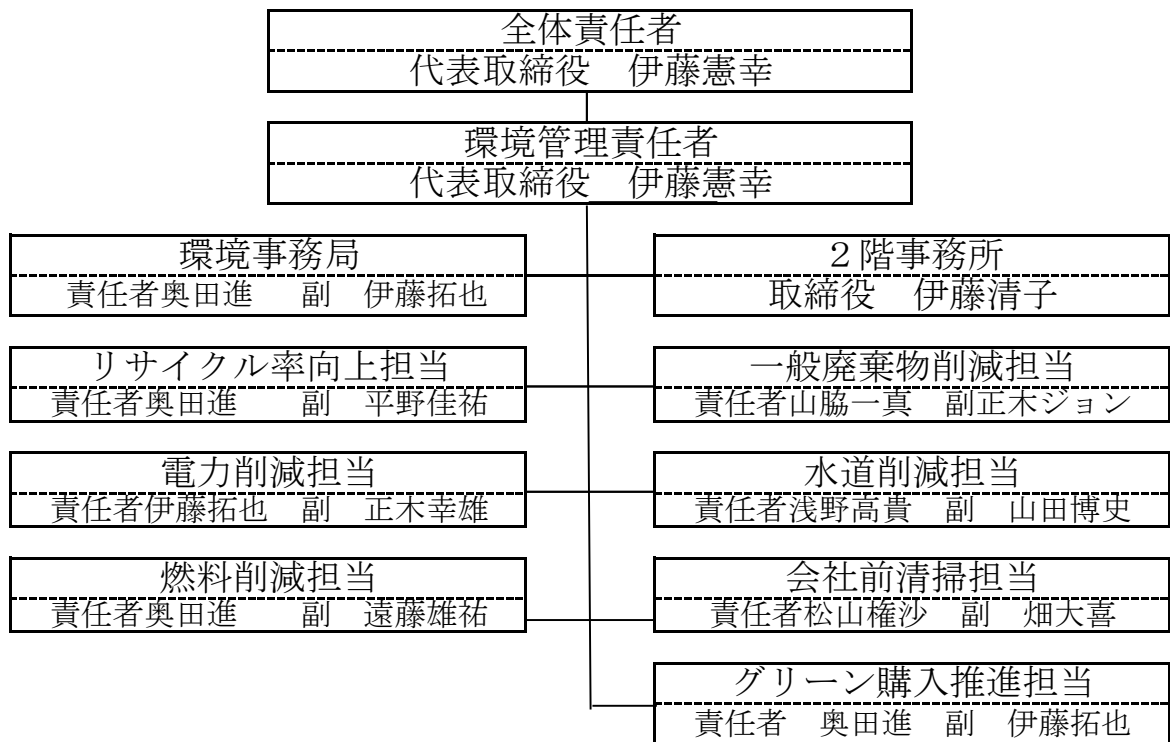 全体責任者
代表取締役　伊藤憲幸
環境管理責任者
代表取締役　伊藤憲幸
環境事務局
責任者奥田進　副　伊藤拓也
２階事務所
取締役　伊藤清子
リサイクル率向上担当
責任者奥田進　副　平野佳祐
一般廃棄物削減担当
責任者山脇一真　副正木ジョン
電力削減担当
責任者伊藤拓也　副　正木幸雄
水道削減担当
責任者浅野高貴　副　山田博史
燃料削減担当
責任者奥田進　副　遠藤雄祐
会社前清掃担当
責任者松山権沙　副　畑大喜
グリーン購入推進担当
責任者　奥田進　副　伊藤拓也